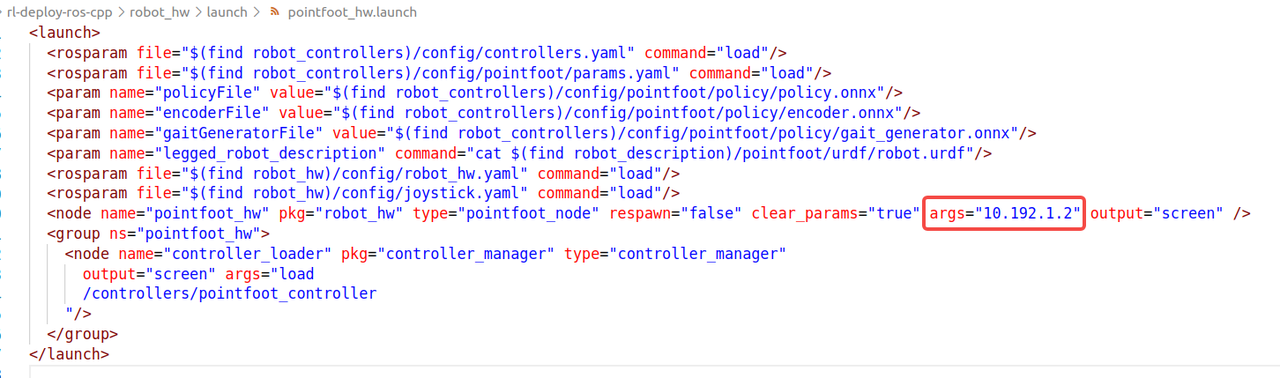 rl-deploy-ros-cpp > robot_hw > launch > pointfoot_hw.launch
<launch>
<rosparam file="$(find robot_controllers)/config/controllers.yaml" command="load"/>
<rosparam file="$(find robot_controllers)/config/pointfoot/params.yaml" command="load"/>
<param name="policyFile" value="$(find robot_controllers)/config/pointfoot/policy/policy.onnx"/>
<param name="encoderFile" value="$(find robot_controllers)/config/pointfoot/policy/encoder.onnx"/>
<param name="gaitGeneratorFile" value="$(find robot_controllers)/config/pointfoot/policy/gait_generator.onnx"/>
<param name="legged_robot_description" command="cat $(find robot_description)/pointfoot/urdf/robot.urdf"/>
<rosparam file="$(find robot_hw)/config/robot_hw.yaml" command="load"/>
<rosparam file="$(find robot_hw)/config/joystick.yaml" command="load"/>
<node name="pointfoot_hw" pkg="robot_hw" type="pointfoot_node" respawn="false" clear_params="true" args="10.192.1.2" output="screen" />
<group ns="pointfoot_hw">
<node name="controller_loader" pkg="controller_manager" type="controller_manager"
output="screen" args="load
/controllers/pointfoot_controller
"/>
</group>
</launch>